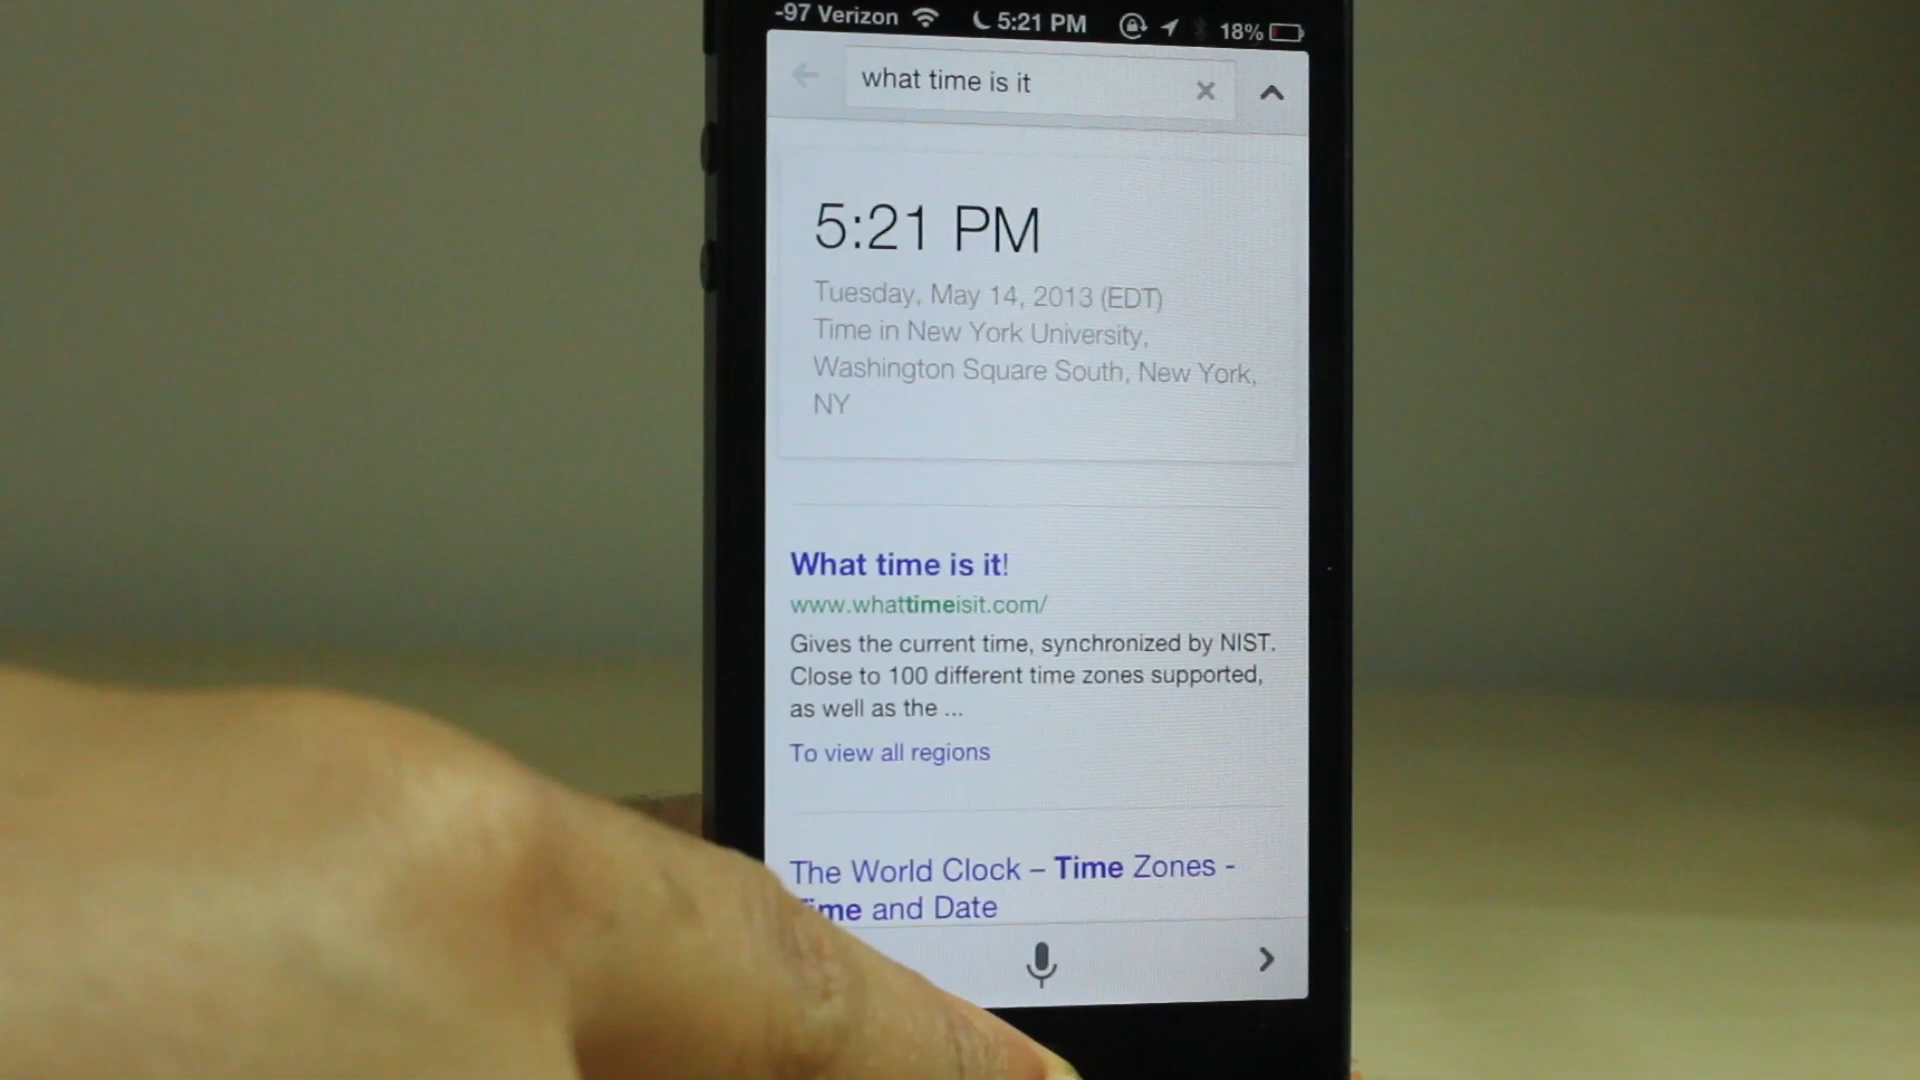 -97 Verizon 5:21 PM 18%
what time is it
5:21 PM
Tuesday, May 14, 2013 (EDT)
Time in New York University,
Washington Square South, New York,
NY
What time is it!
www.whattimeisit.com/
Gives the current time, synchronized by NIST.
Close to 100 different time zones supported,
as well as the ...
To view all regions
The World Clock – Time Zones -
Time and Date